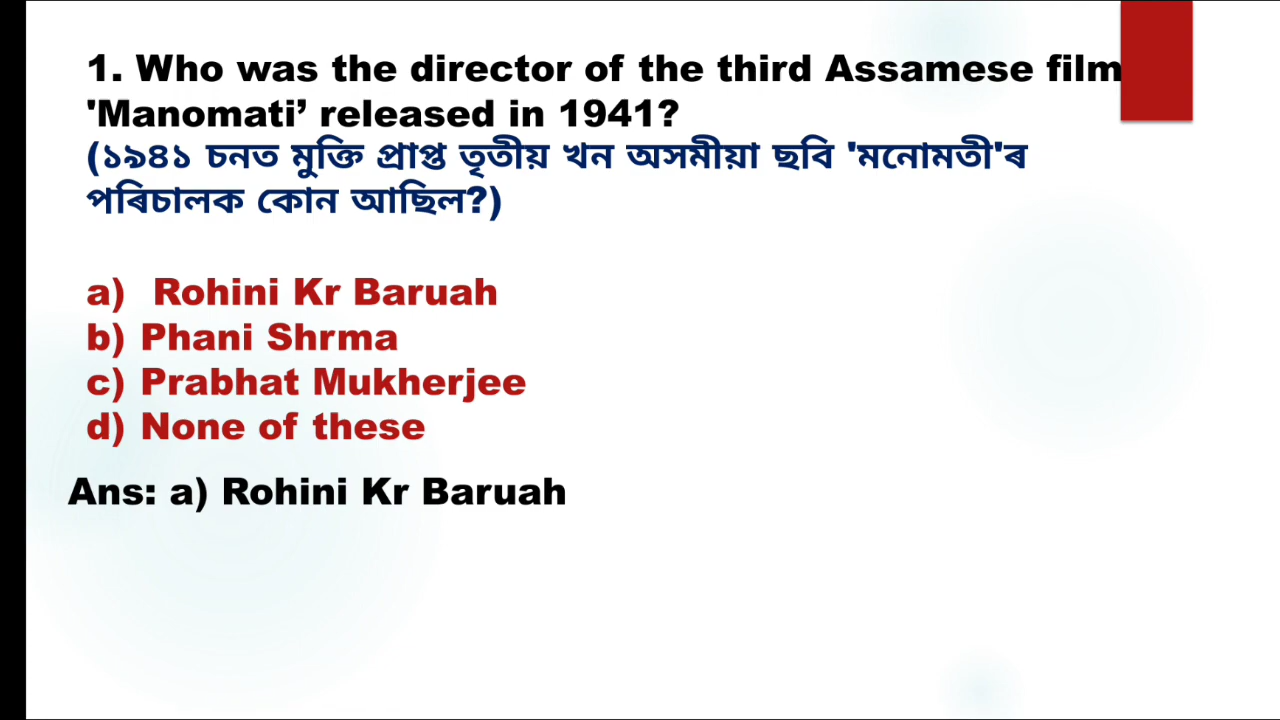 1. Who was the director of the third Assamese film
'Manomati’ released in 1941?
(১৯৪১ চনত মুক্তি প্ৰাপ্ত তৃতীয় খন অসমীয়া ছবি 'মনোমতী'ৰ
পৰিচালক কোন আছিল?)
a) Rohini Kr Baruah
b) Phani Shrma
c) Prabhat Mukherjee
d) None of these
Ans: a) Rohini Kr Baruah